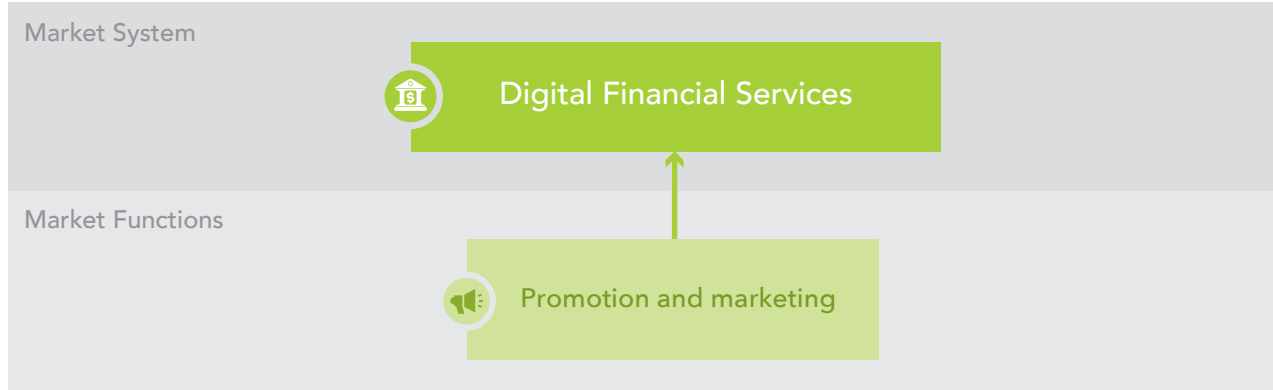 Market System
Digital Financial Services
Market Functions
Promotion and marketing